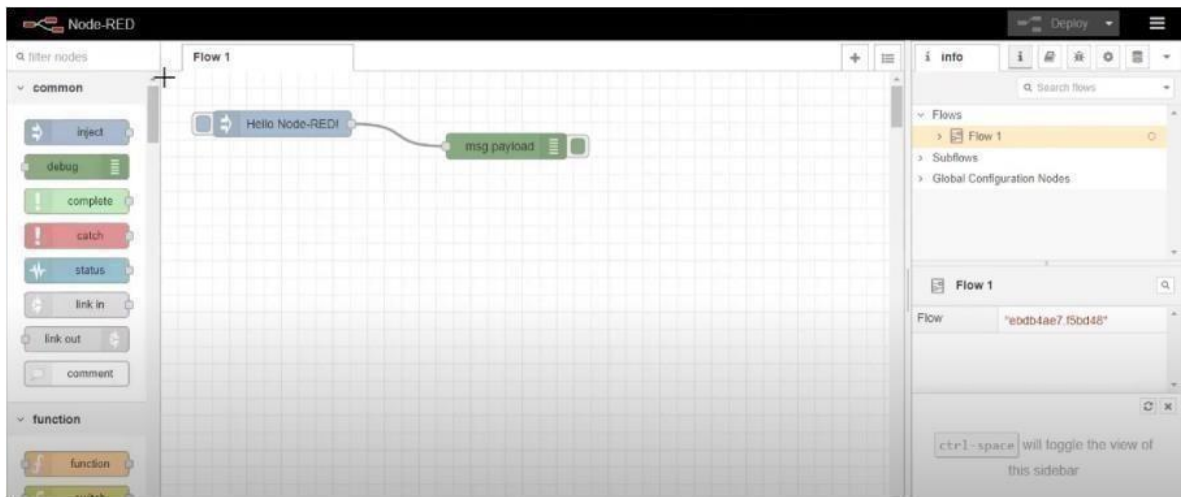 Node-RED
Deploy
filter nodes
Flow 1
i info
Search flows
common
inject
debug
complete
catch
status
link in
link out
comment
function
function
switch
Hello Node-RED!
msg.payload
Flows
Flow 1
Subflows
Global Configuration Nodes
Flow 1
Flow "ebdb4ae7.f5bd48"
ctrl-space will toggle the view of
this sidebar